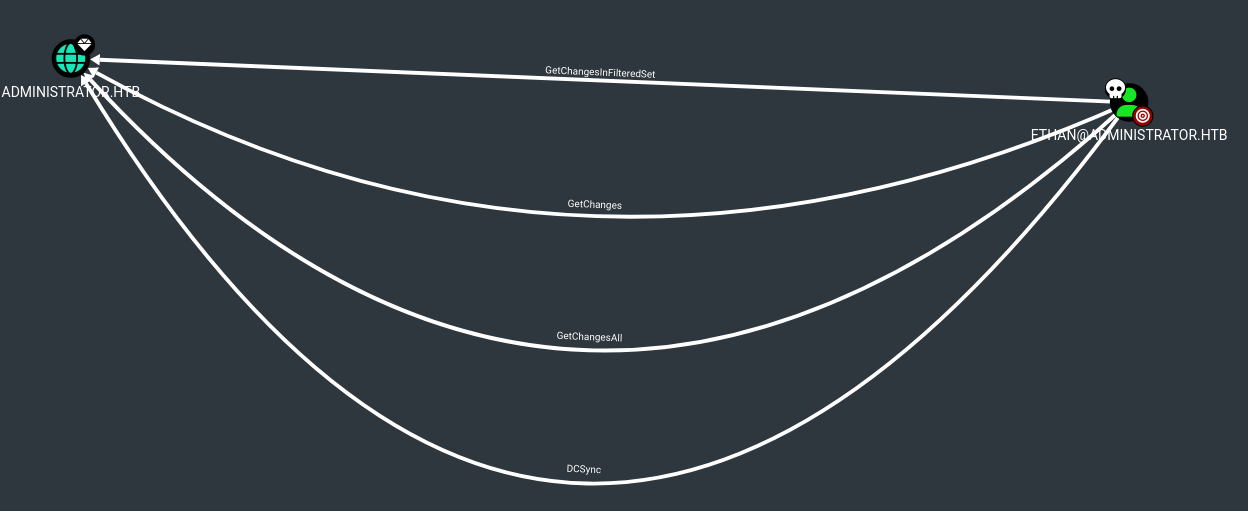 GetChangesInFilteredSet
ADMINISTRATOR.HTB
ETHAN@ADMINISTRATOR.HTB
GetChanges
GetChangesAll
DCSync